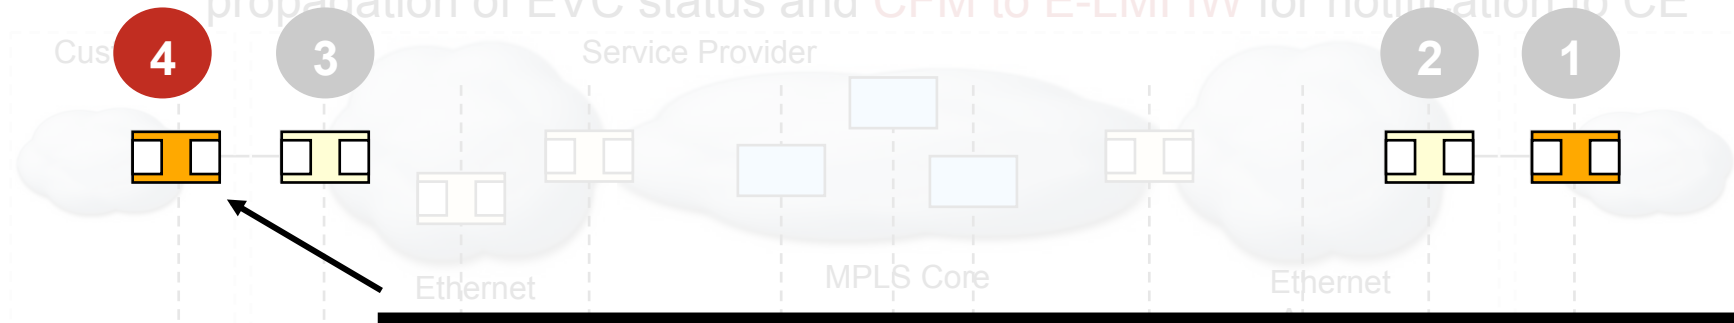 propagation of EVC status and CFM to E-LMI IW for notification to CE
Cus
Service Provider
4
3
2
1
Ethernet
MPLS Core
Ethernet